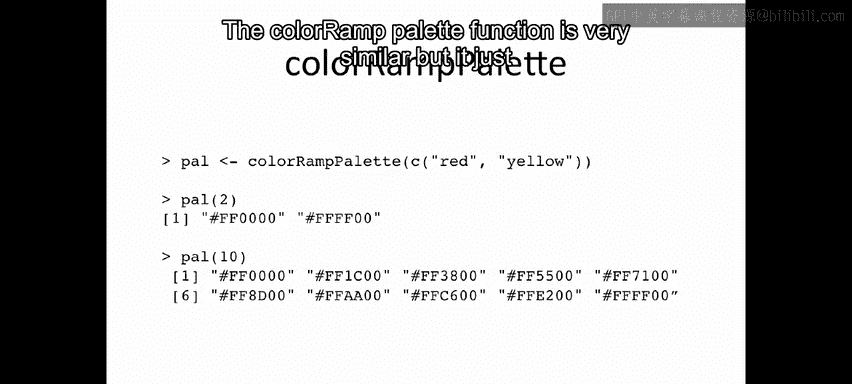 The colorRamp palette function is very
similar but it just
colorRampPalette
> pal <- colorRampPalette(c("red", "yellow"))
> pal(2)
[1] "#FF0000" "#FFFF00"
> pal(10)
[1] "#FF0000" "#FF1C00" "#FF3800" "#FF5500" "#FF7100"
[6] "#FF8D00" "#FFAA00" "#FFC600" "#FFE200" "#FFFF00”